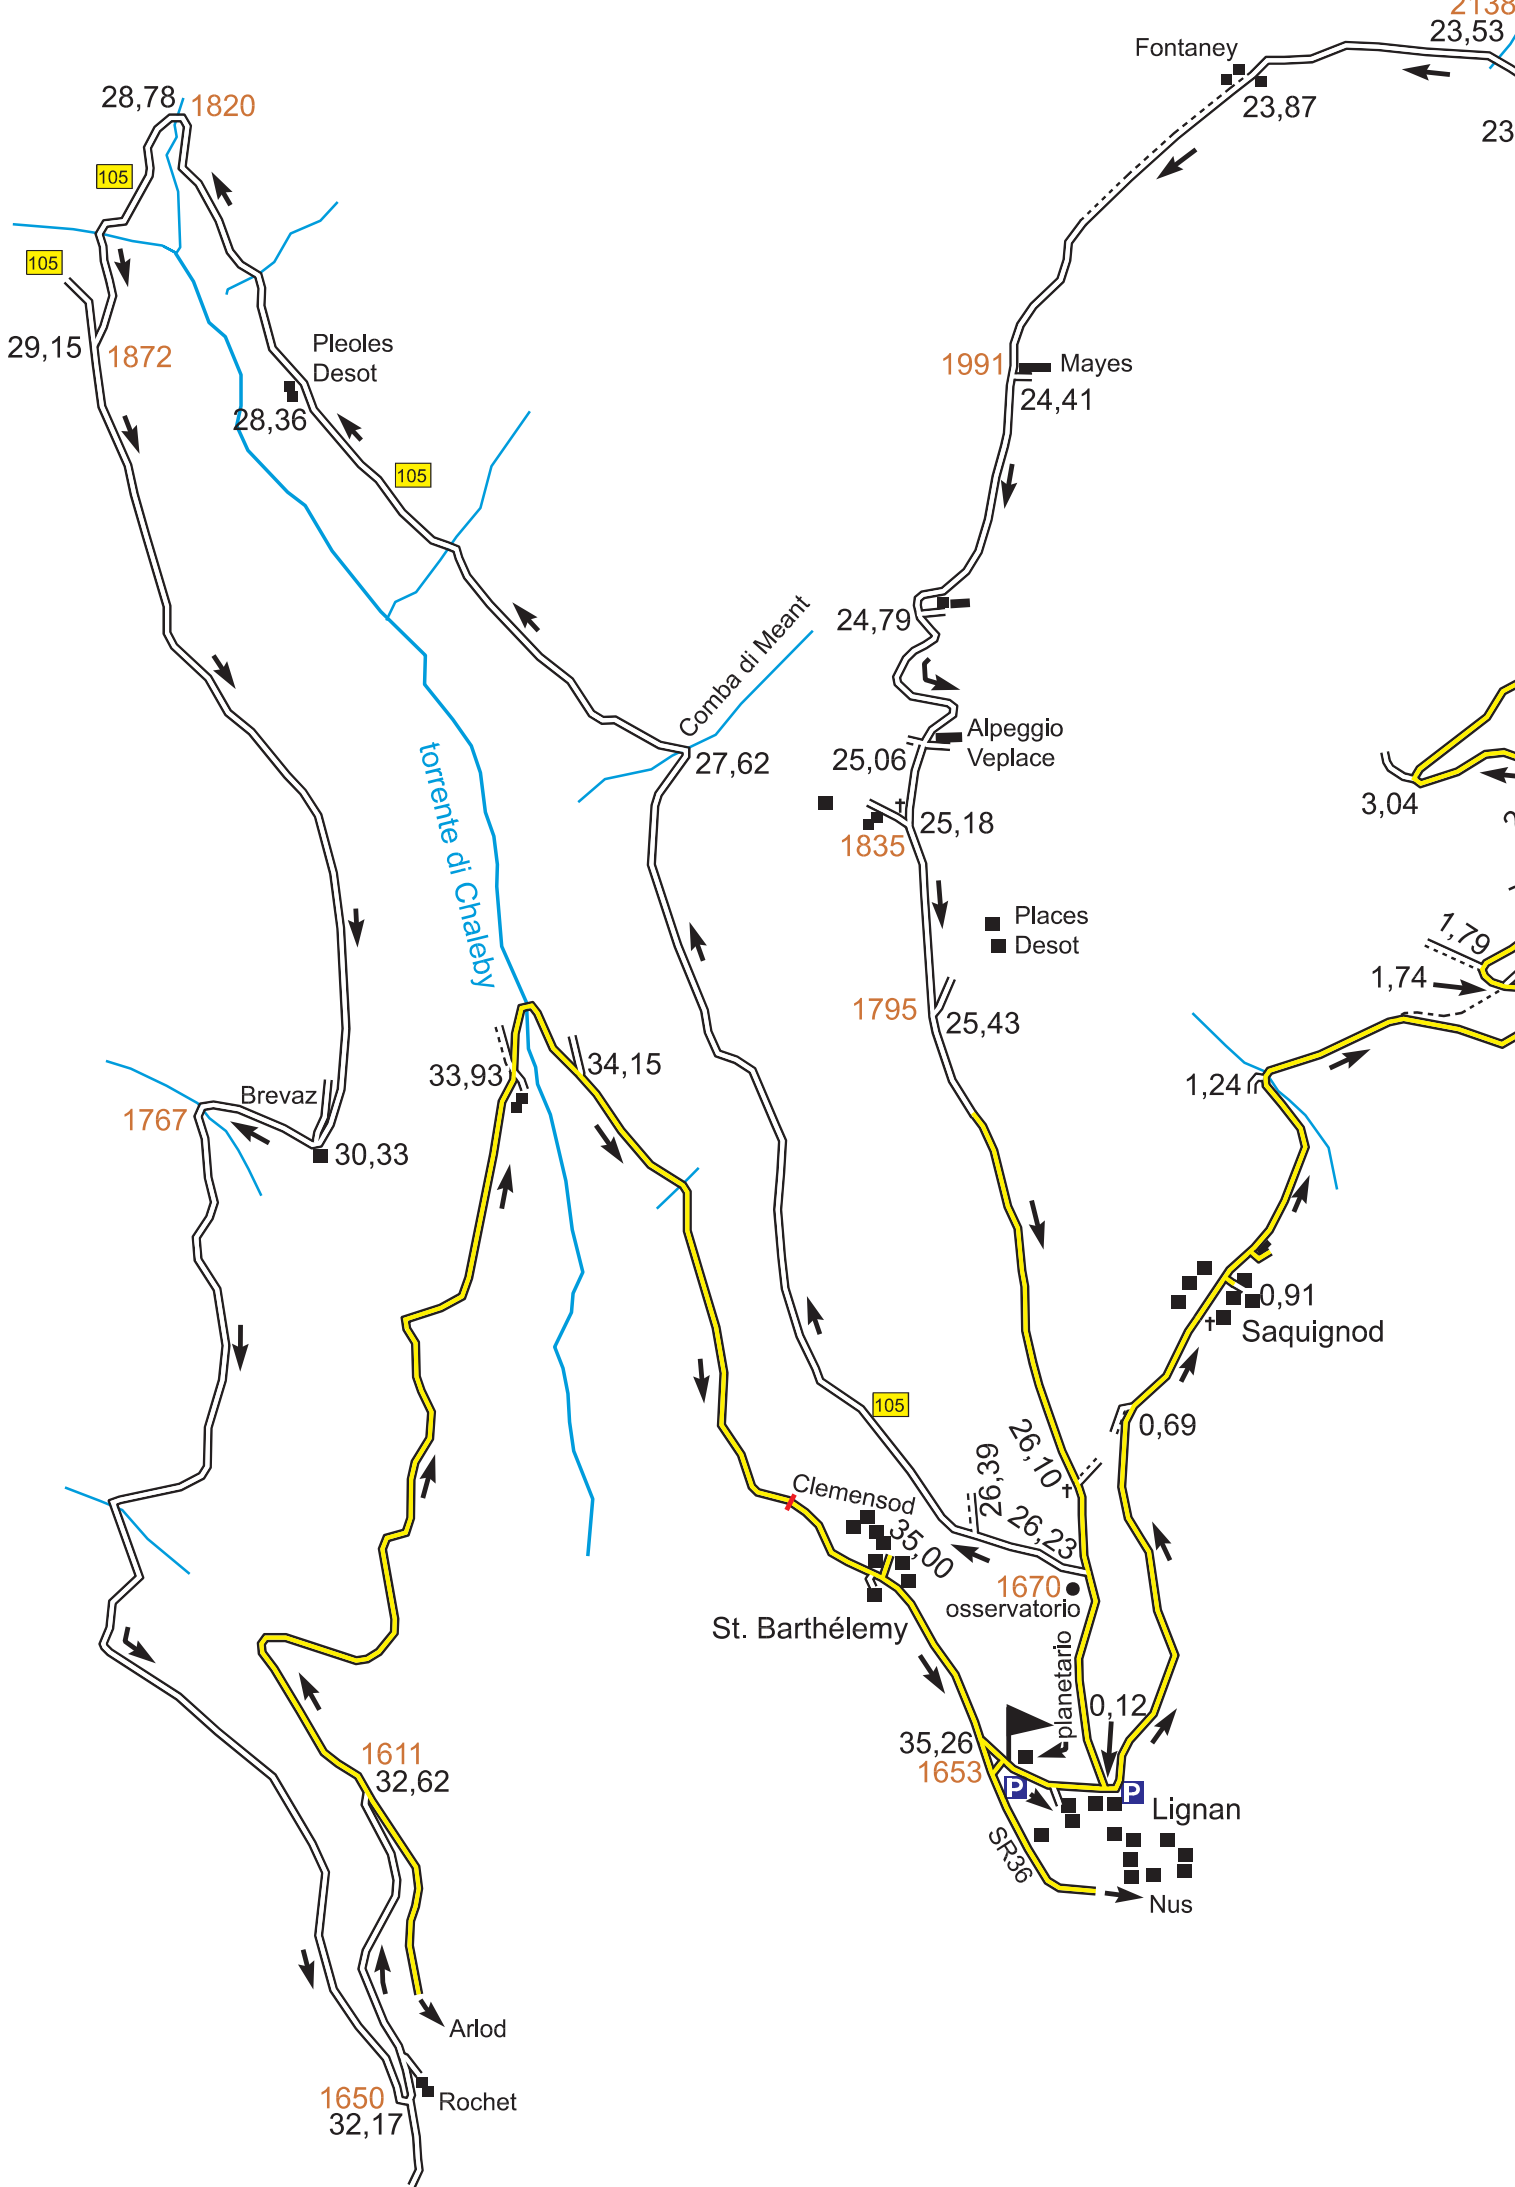 2138
23,53
Fontaney
23,87
23
28,78
1820
105
105
29,15
1872
Pleoles
Desot
28,36
105
1991
Mayes
24,41
24,79
Comba di Meant
27,62
Alpeggio
Veplace
25,06
25,18
1835
3,04
torrente di Chaleby
Places
Desot
1,79
1,74
1795
25,43
33,93
34,15
1,24
Brevaz
1767
30,33
0,91
Saquignod
105
0,69
26,10
26,39
26,23
Clemensod
35,00
1670
osservatorio
St. Barthélemy
planetario
0,12
35,26
1653
P
P
Lignan
SR36
Nus
1611
32,62
Arlod
1650
32,17
Rochet